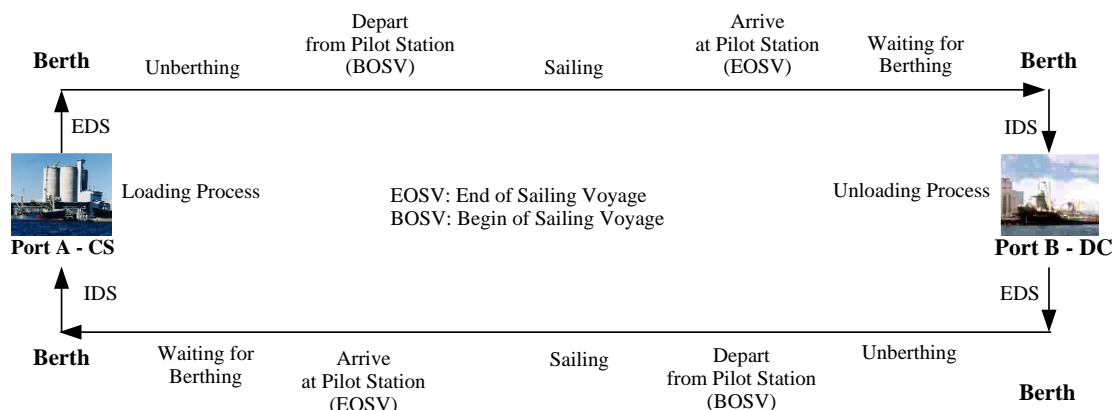 Depart
from Pilot Station
(BOSV)
Arrive
at Pilot Station
(EOSV)
Waiting for
Berthing
Berth
Unberthing
Sailing
Berth
EDS
IDS
Loading Process
EOSV: End of Sailing Voyage
BOSV: Begin of Sailing Voyage
Unloading Process
Port A - CS
Port B - DC
IDS
EDS
Berth
Waiting for
Berthing
Arrive
at Pilot Station
(EOSV)
Sailing
Depart
from Pilot Station
(BOSV)
Unberthing
Berth